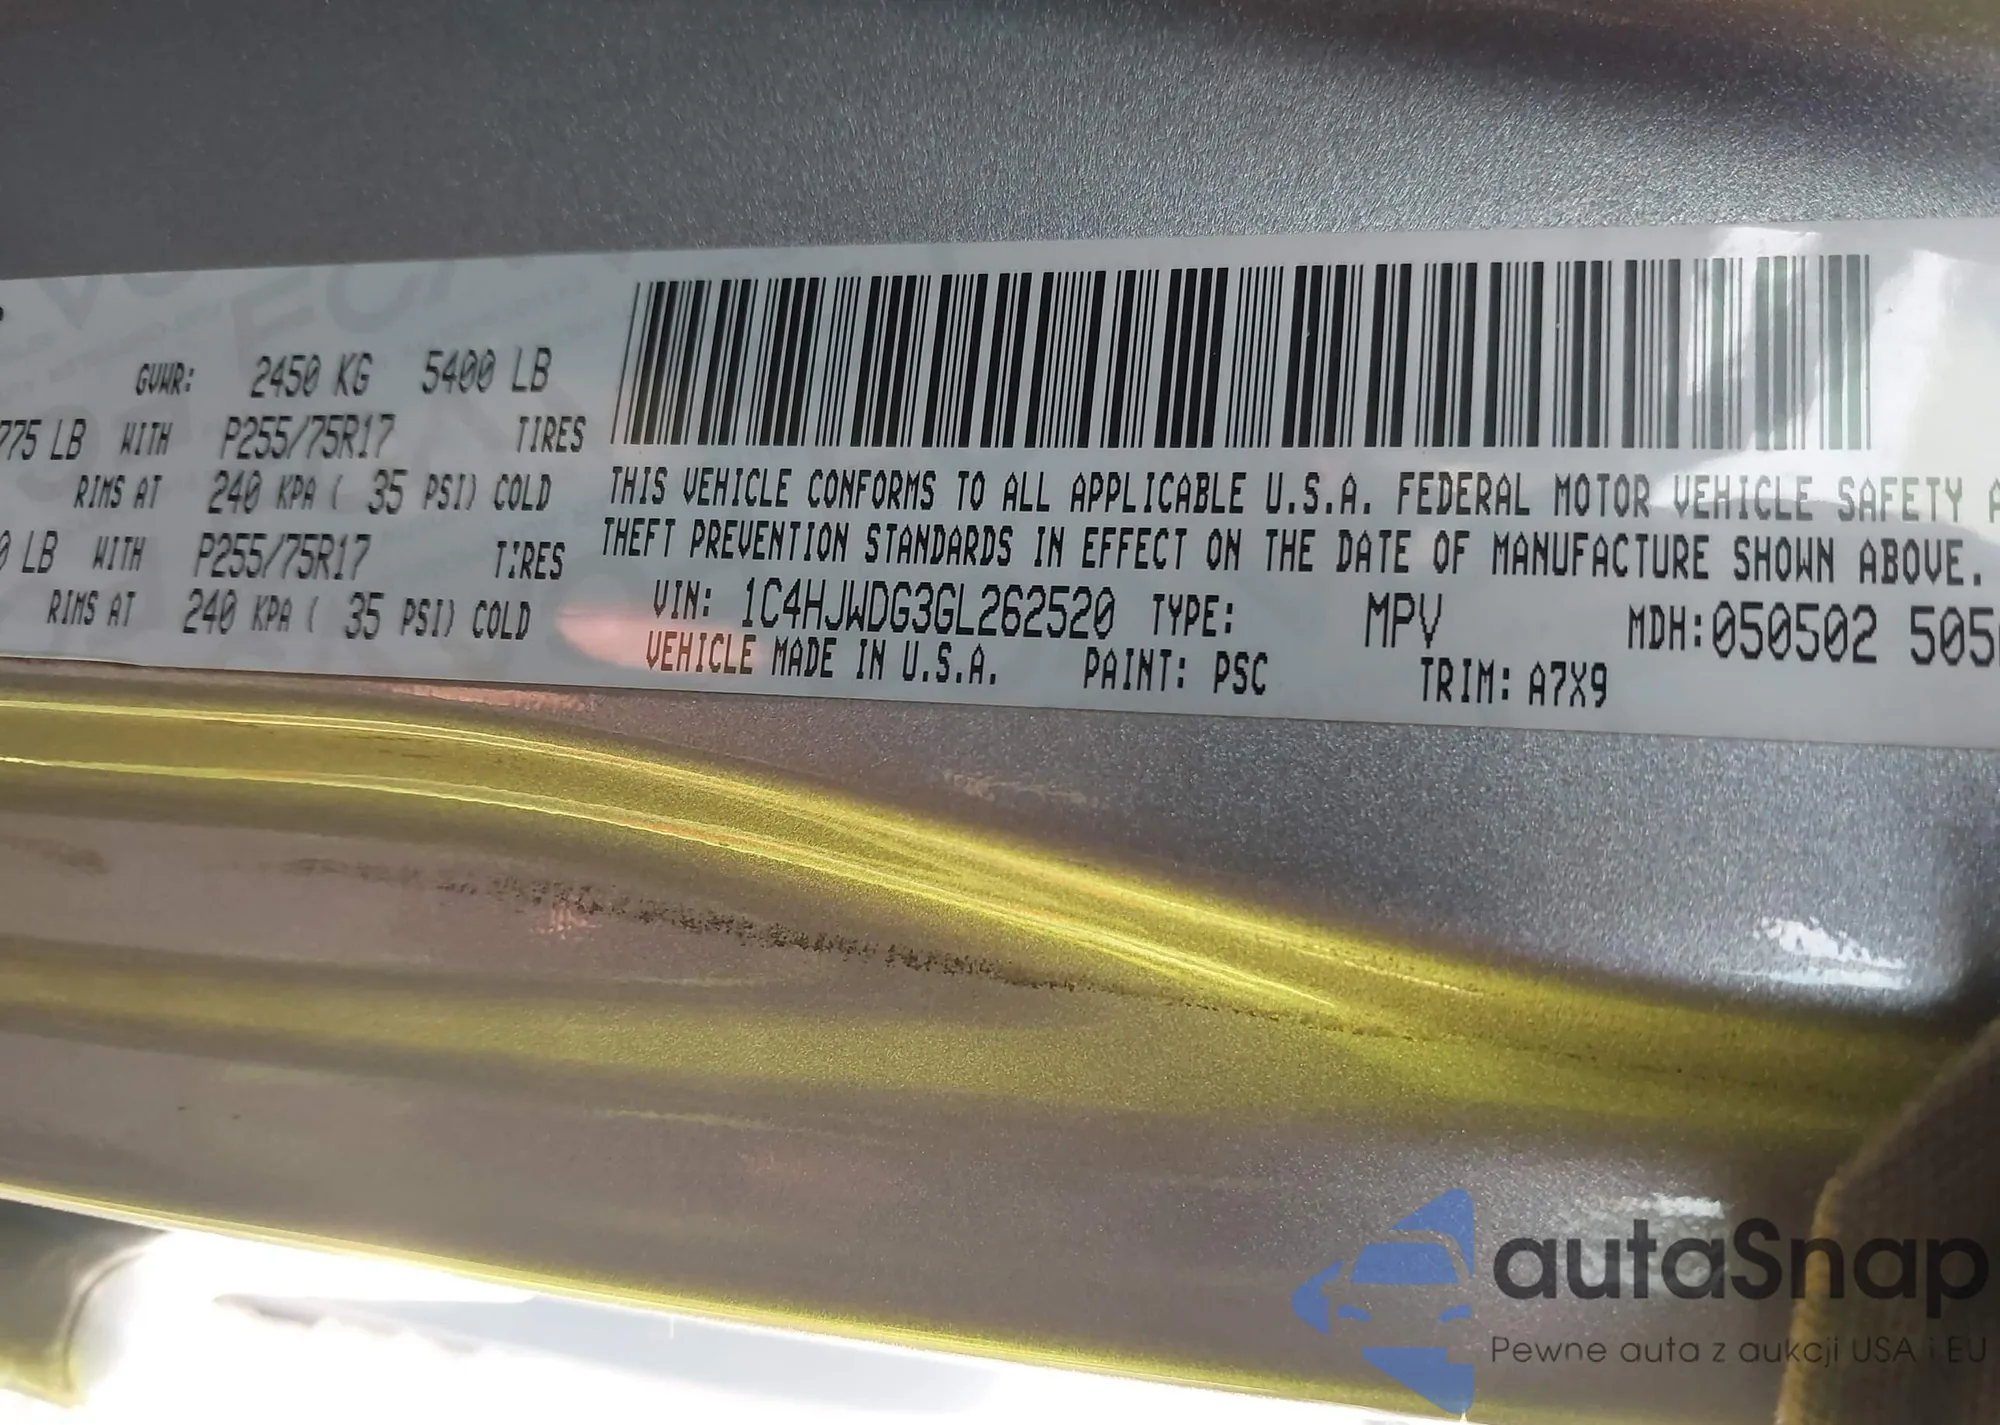 GVWR: 2450 KG 5400 LB
775 LB WITH P255/75R17 TIRES
RIMS AT 240 KPA ( 35 PSI) COLD
0 LB WITH P255/75R17 TIRES
RIMS AT 240 KPA ( 35 PSI) COLD
THIS VEHICLE CONFORMS TO ALL APPLICABLE U.S.A. FEDERAL MOTOR VEHICLE SAFETY A
THEFT PREVENTION STANDARDS IN EFFECT ON THE DATE OF MANUFACTURE SHOWN ABOVE.
VIN: 1C4HJWDG3GL262520 TYPE: MPV MDH:050502 505
VEHICLE MADE IN U.S.A. PAINT: PSC TRIM: A7X9
autaSnap
Pewne auta z aukcji USA i EU